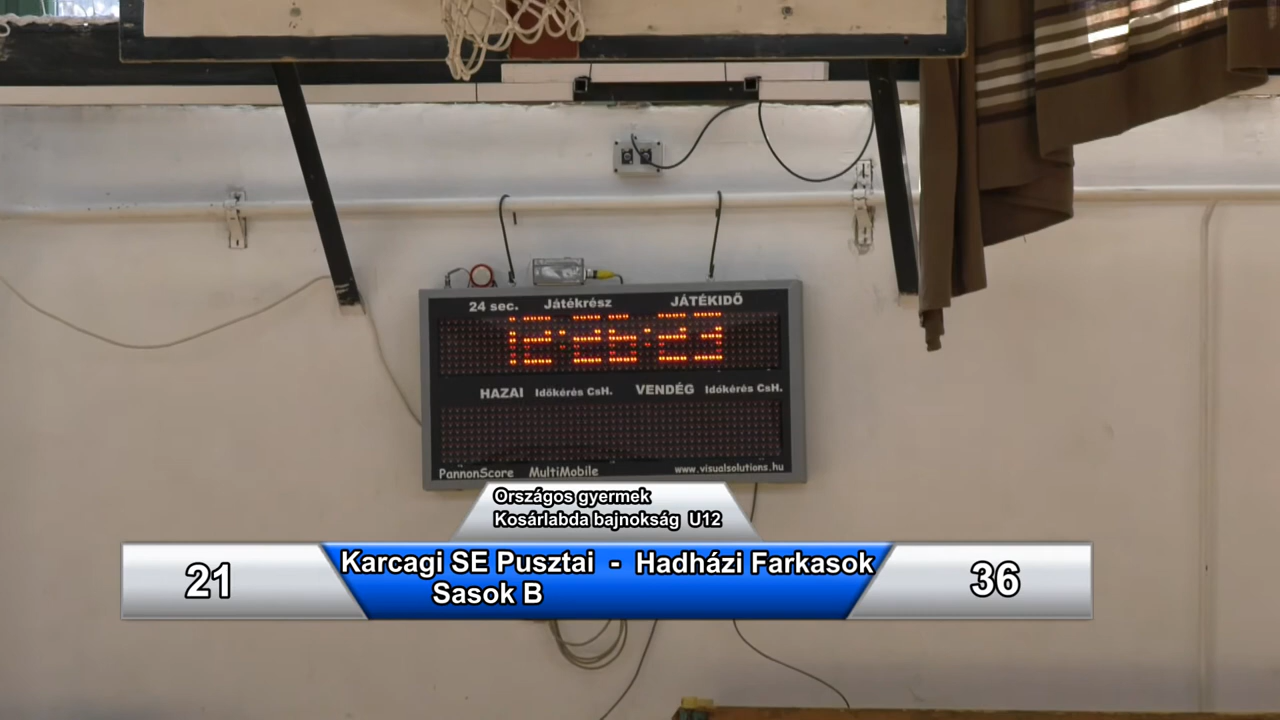 24 sec. Játékrész JÁTÉKIDŐ
12:26:23
HAZAI Időkérés CsH. VENDÉG Időkérés CsH.
PannonScore MultiMobile www.visualsolutions.hu
Országos gyermek
Kosárlabda bajnokság U12
21
Karcagi SE Pusztai - Hadházi Farkasok
Sasok B
36